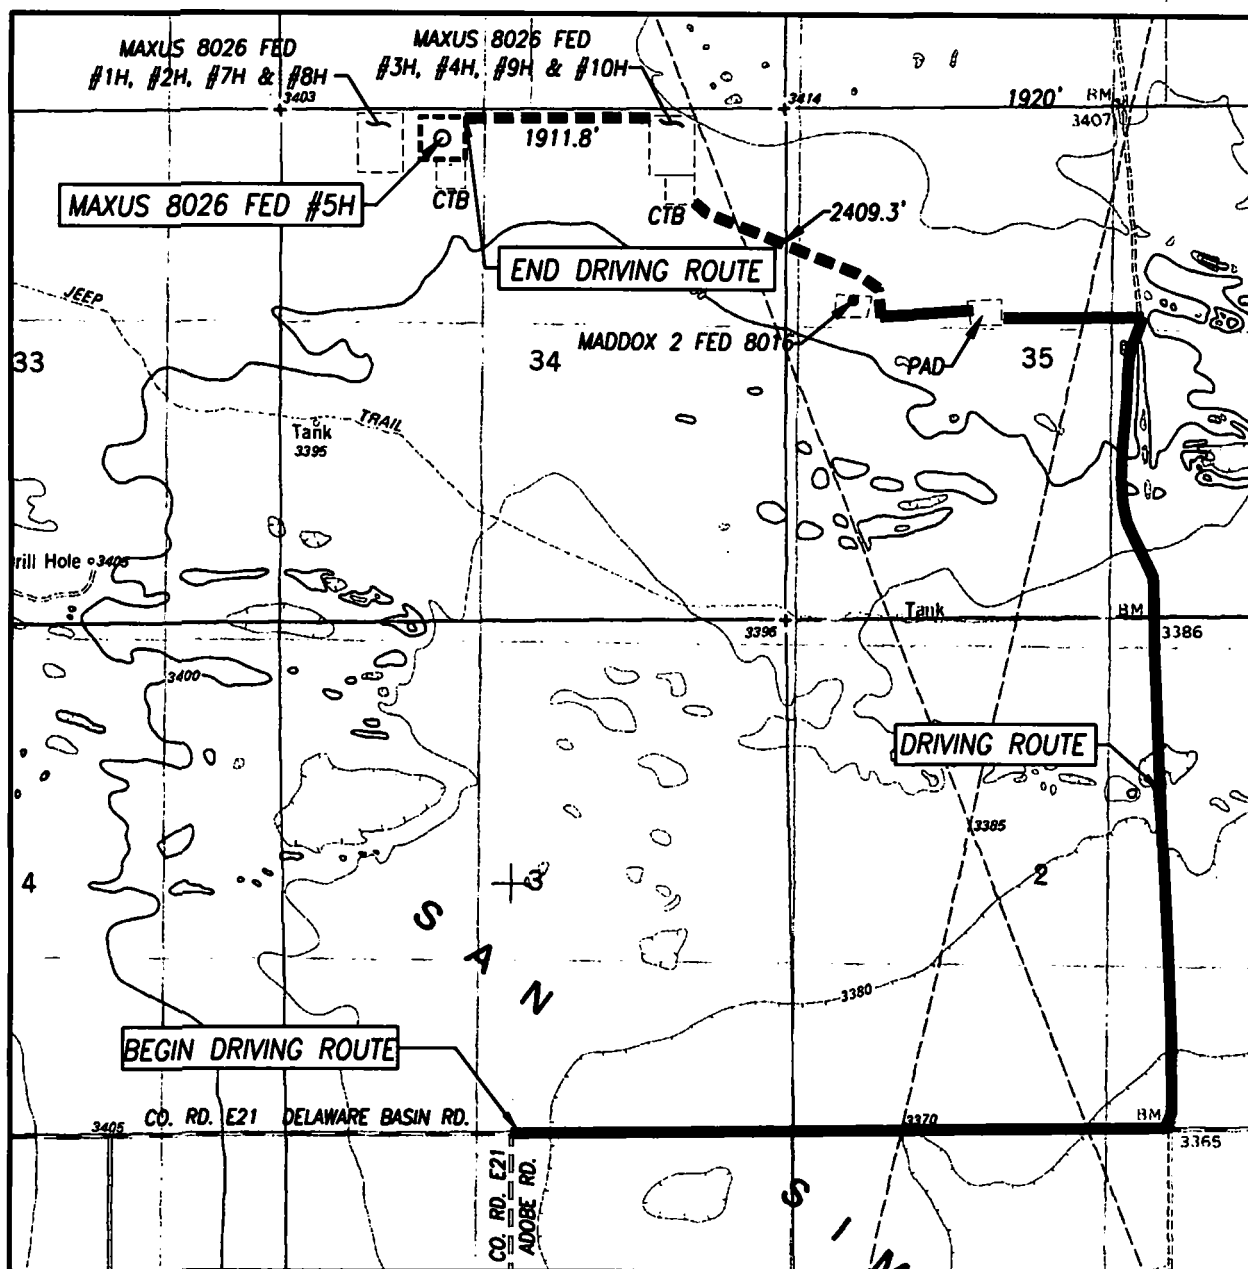 MAXUS 8026 FED
#1H, #2H, #7H & #8H
MAXUS 8026 FED
#3H, #4H, #9H & #10H
3403
3414
1920'
BM
3407
1911.8'
MAXUS 8026 FED #5H
CTB
CTB
2409.3'
END DRIVING ROUTE
JEEP
MADDOX 2 FED 8016
PAD
33
34
35
TRAIL
Tank
3395
rill Hole
3405
Tank
BM
3396
3386
3400
DRIVING ROUTE
3385
4
3
2
S A N
3380
BEGIN DRIVING ROUTE
CO. RD. E21 DELAWARE BASIN RD.
3405
3370
BM
3365
CO. RD. E21
ADOBE RD.
S I